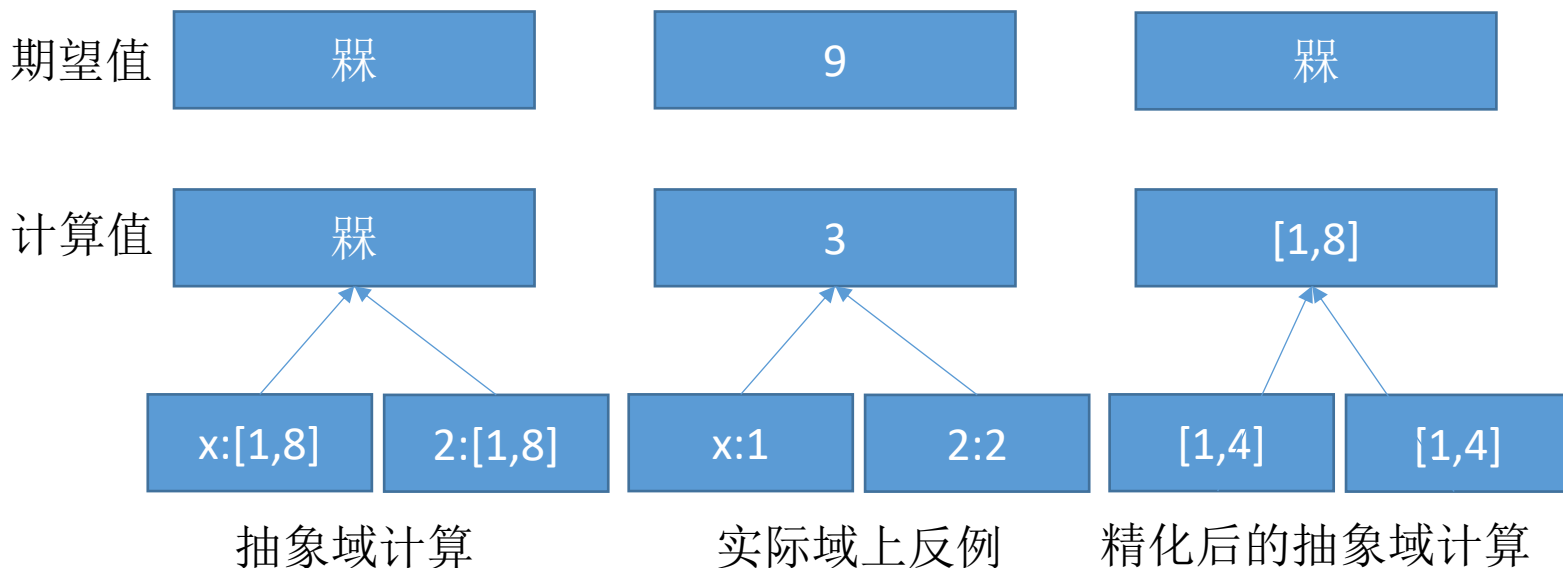 期望值 槑 9 槑
计算值 槑 3 [1,8]
x:[1,8] 2:[1,8] x:1 2:2 [1,4] [1,4]
抽象域计算 实际域上反例 精化后的抽象域计算